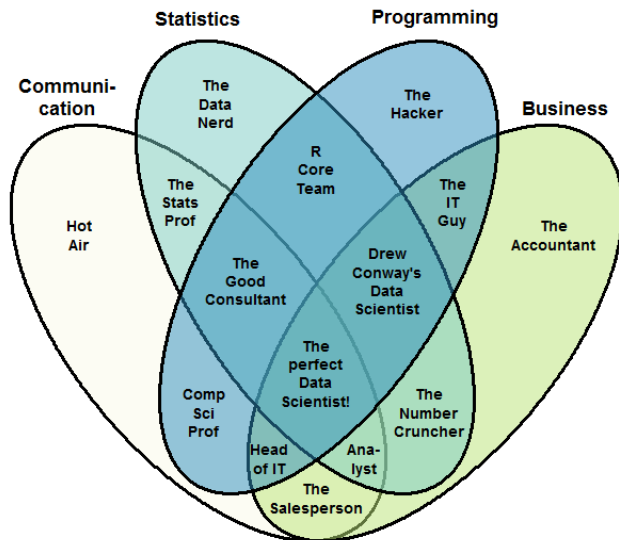 Statistics
Programming
Communi-
cation
Business
The
Data
Nerd
The
Hacker
R
Core
Team
The
Stats
Prof
The
IT
Guy
Hot
Air
The
Accountant
The
Good
Consultant
Drew
Conway's
Data
Scientist
The
perfect
Data
Scientist!
Comp
Sci
Prof
The
Number
Cruncher
Head
of IT
Ana-
lyst
The
Salesperson